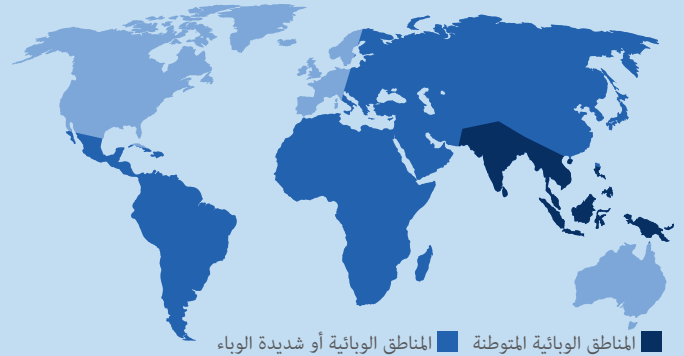 المناطق الوبائية المتوطنة
المناطق الوبائية أو شديدة الوباء